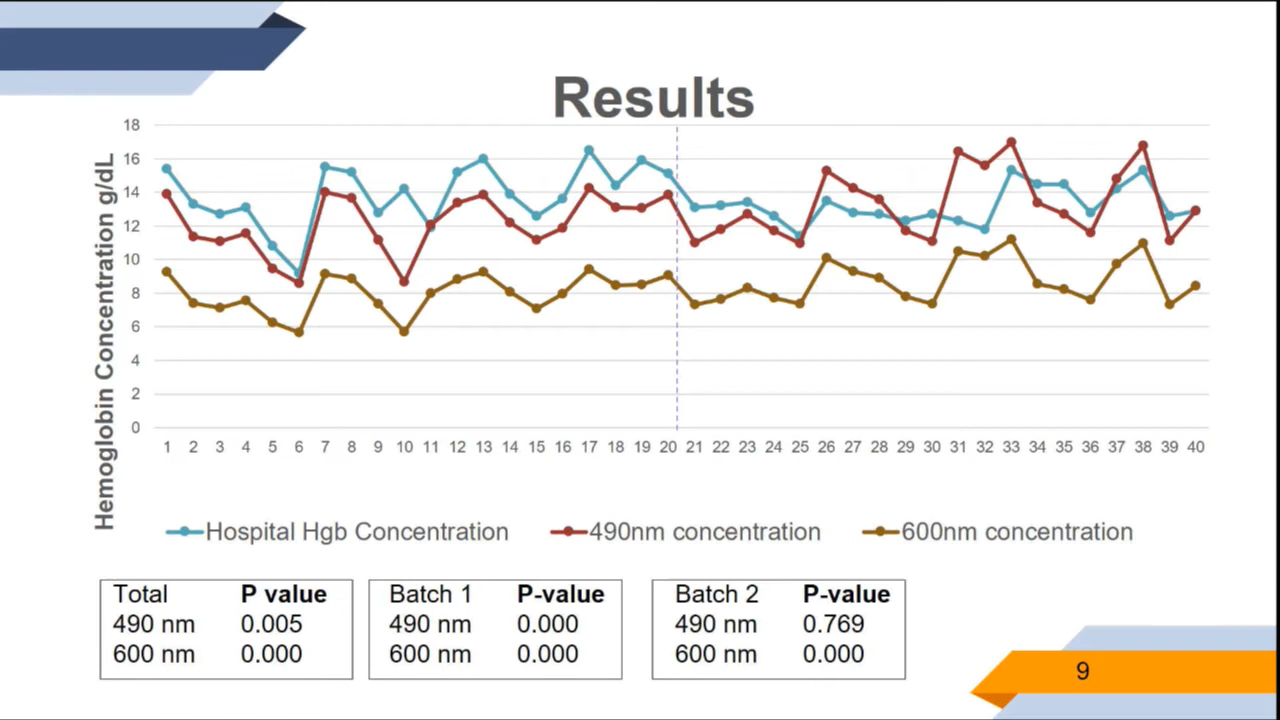 Results
Hemoglobin Concentration g/dL
18
16
14
12
10
8
6
4
2
0
1 2 3 4 5 6 7 8 9 10 11 12 13 14 15 16 17 18 19 20 21 22 23 24 25 26 27 28 29 30 31 32 33 34 35 36 37 38 39 40
Hospital Hgb Concentration 490nm concentration 600nm concentration
Total P value
490 nm 0.005
600 nm 0.000
Batch 1 P-value
490 nm 0.000
600 nm 0.000
Batch 2 P-value
490 nm 0.769
600 nm 0.000
9